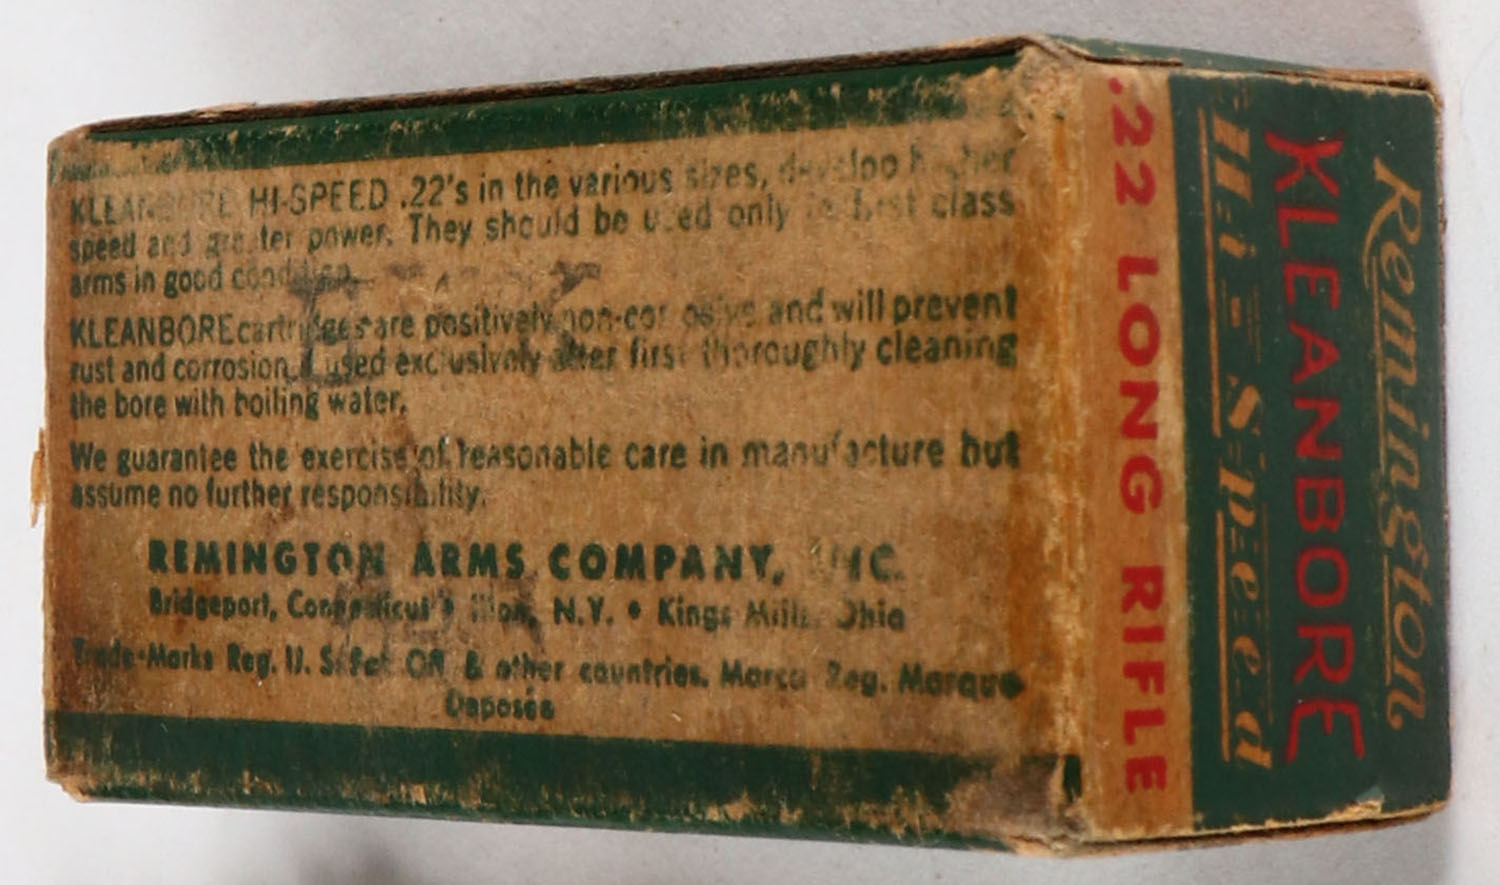 KLEANBORE HI-SPEED .22's in the various sizes, develop higher
speed and greater power. They should be used only in first class
arms in good condition.
KLEANBORE cartridges are positively non-corrosive and will prevent
rust and corrosion if used exclusively after first thoroughly cleaning
the bore with boiling water.
We guarantee the exercise of reasonable care in manufacture but
assume no further responsibility.
REMINGTON ARMS COMPANY, INC.
Bridgeport, Connecticut • Ilion, N.Y. • Kings Mills, Ohio
Trade-Marks Reg. U. S. Pat. Off. & other countries. Marca Reg. Marque
Deposée
.22 LONG RIFLE
Hi-Speed
KLEANBORE
Remington